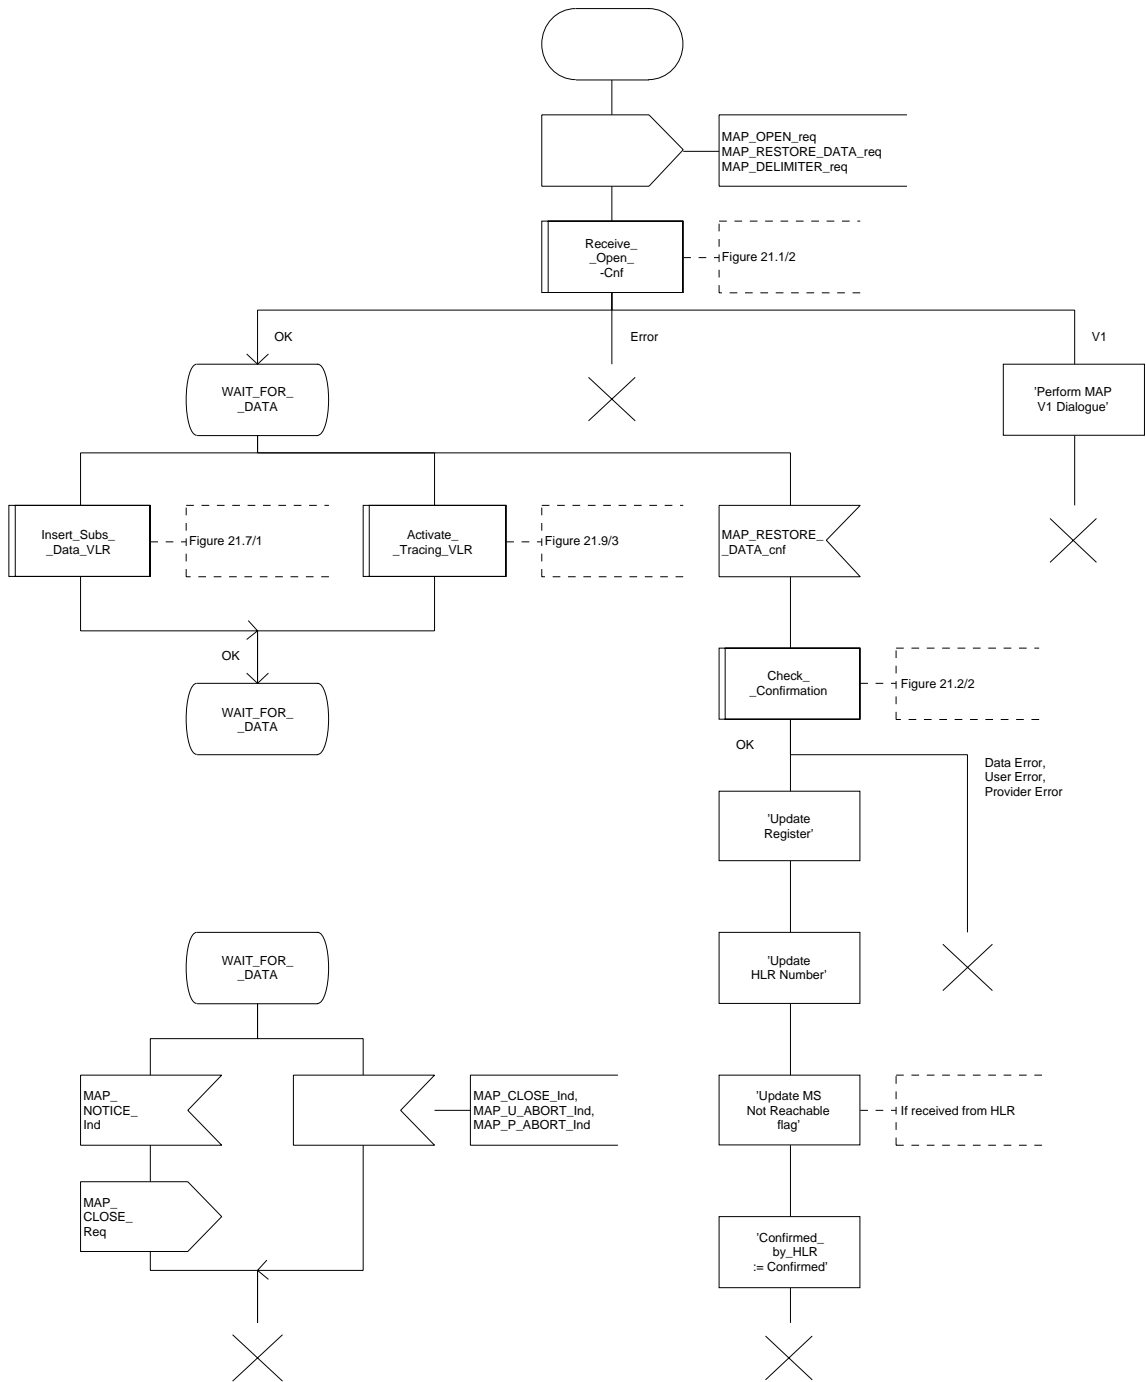 MAP_OPEN_req
MAP_RESTORE_DATA_req
MAP_DELIMITER_req
Receive_
_Open_
-Cnf
Figure 21.1/2
OK
Error
V1
WAIT_FOR_
_DATA
'Perform MAP
V1 Dialogue'
Insert_Subs_
_Data_VLR
Figure 21.7/1
Activate_
_Tracing_VLR
Figure 21.9/3
MAP_RESTORE_
_DATA_cnf
OK
WAIT_FOR_
_DATA
Check_
_Confirmation
Figure 21.2/2
OK
Data Error,
User Error,
Provider Error
'Update
Register'
WAIT_FOR_
_DATA
'Update
HLR Number'
MAP_
NOTICE_
Ind
MAP_CLOSE_Ind,
MAP_U_ABORT_Ind,
MAP_P_ABORT_Ind
'Update MS
Not Reachable
flag'
If received from HLR
MAP_
CLOSE_
Req
'Confirmed_
by_HLR
:= Confirmed'